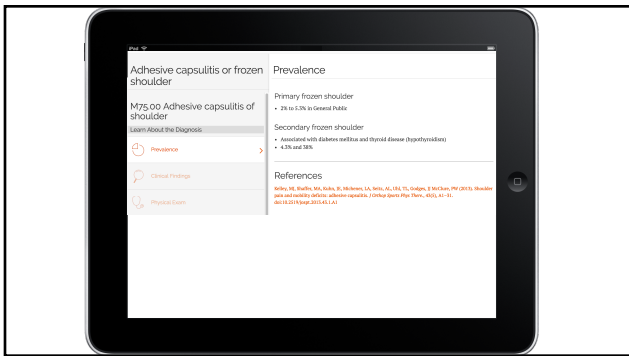 iPad
Adhesive capsulitis or frozen
shoulder
M75.00 Adhesive capsulitis of
shoulder
Learn About the Diagnosis
Prevalence
Clinical Findings
Physical Exam
Prevalence
Primary frozen shoulder
• 2% to 5.3% in General Public
Secondary frozen shoulder
• Associated with diabetes mellitus and thyroid disease (hypothyroidism)
• 4.3% and 38%
References
Kelley, MJ, Shaffer, MA, Kuhn, JE, Michener, LA, Seitz, AL, Uhl, TL, Godges, JJ McClure, PW (2013). Shoulder
pain and mobility deficits: adhesive capsulitis. J Orthop Sports Phys Ther., 43(5), A1–31.
doi:10.2519/jospt.2013.43.1.A1